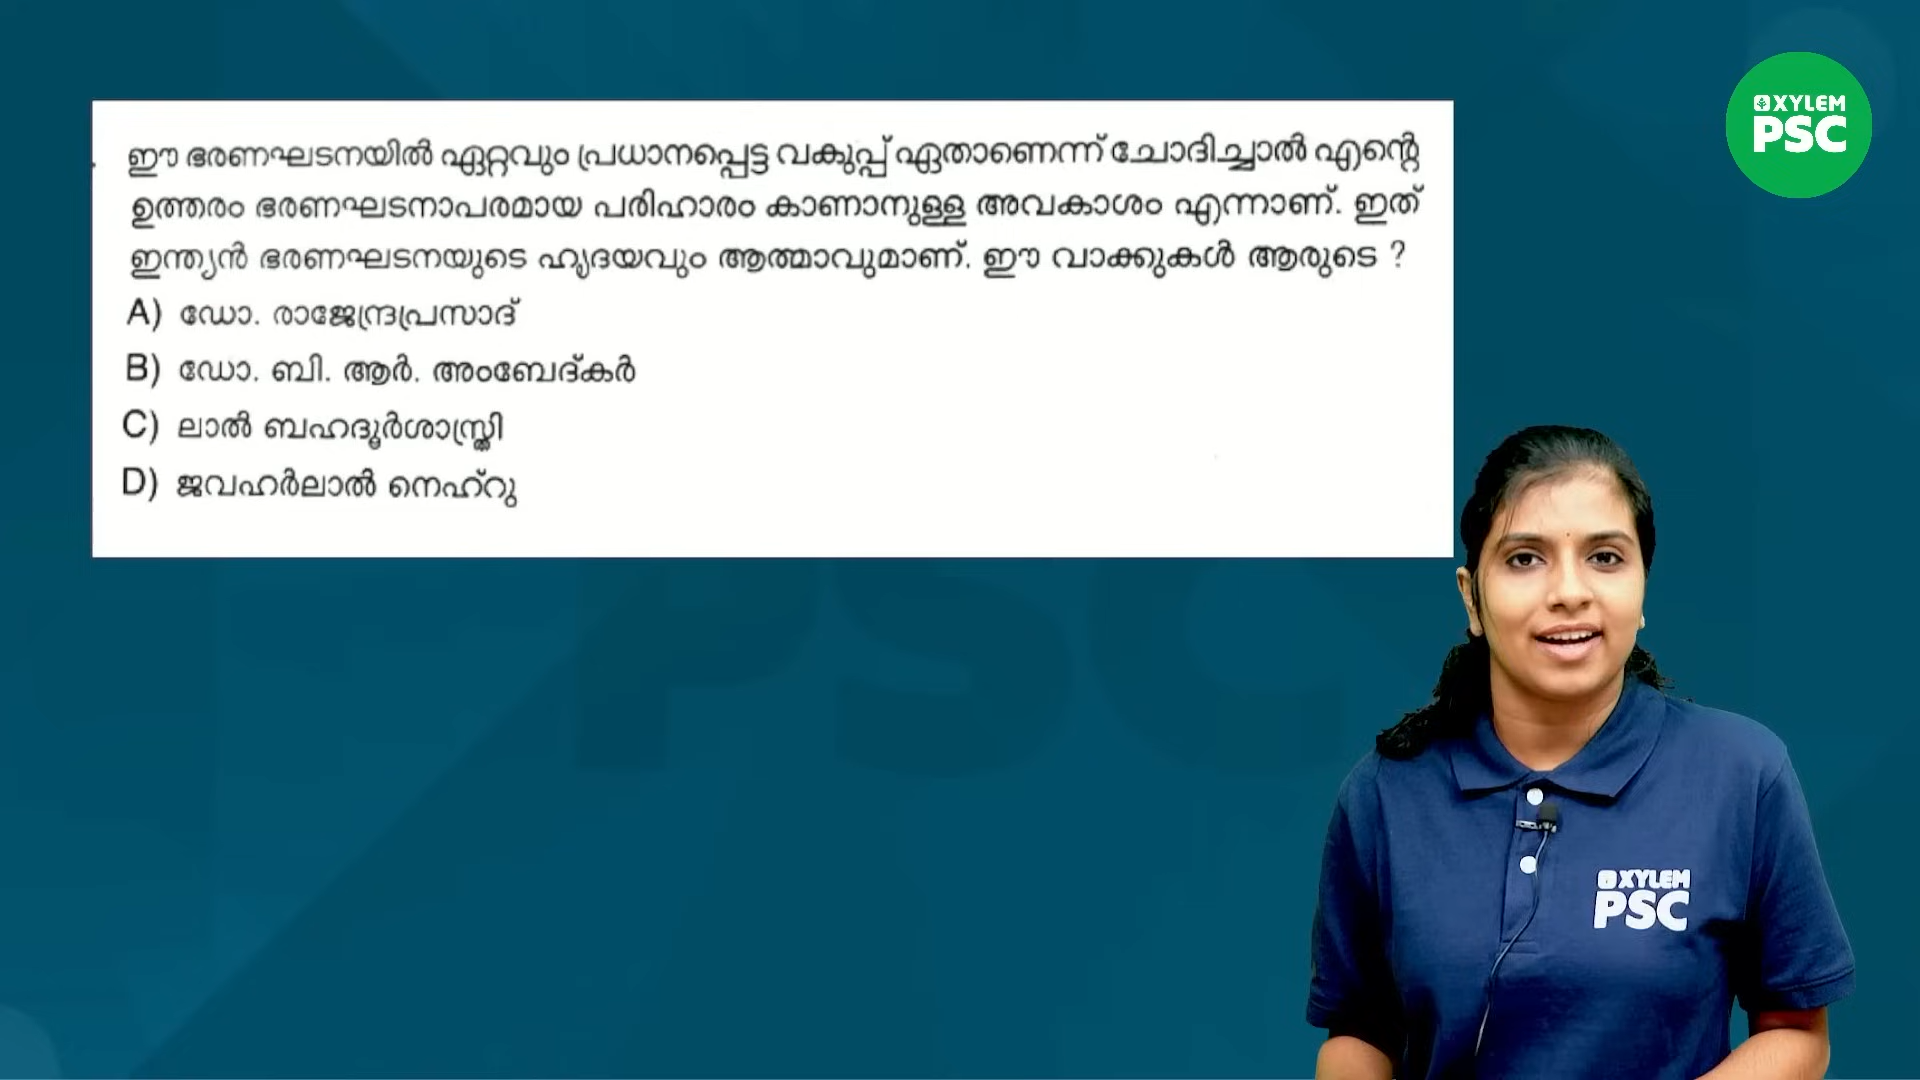 ഈ ഭരണഘടനയിൽ ഏറ്റവും പ്രധാനപ്പെട്ട വകുപ്പ് ഏതാണെന്ന് ചോദിച്ചാൽ എന്റെ
ഉത്തരം ഭരണഘടനാപരമായ പരിഹാരം കാണാനുള്ള അവകാശം എന്നാണ്. ഇത്
ഇന്ത്യൻ ഭരണഘടനയുടെ ഹൃദയവും ആത്മാവുമാണ്. ഈ വാക്കുകൾ ആരുടെ ?
A) ഡോ. രാജേന്ദ്രപ്രസാദ്
B) ഡോ. ബി. ആർ. അംബേദ്കർ
C) ലാൽ ബഹദൂർശാസ്ത്രി
D) ജവഹർലാൽ നെഹ്റു
XYLEM
PSC
XYLEM
PSC
PSC